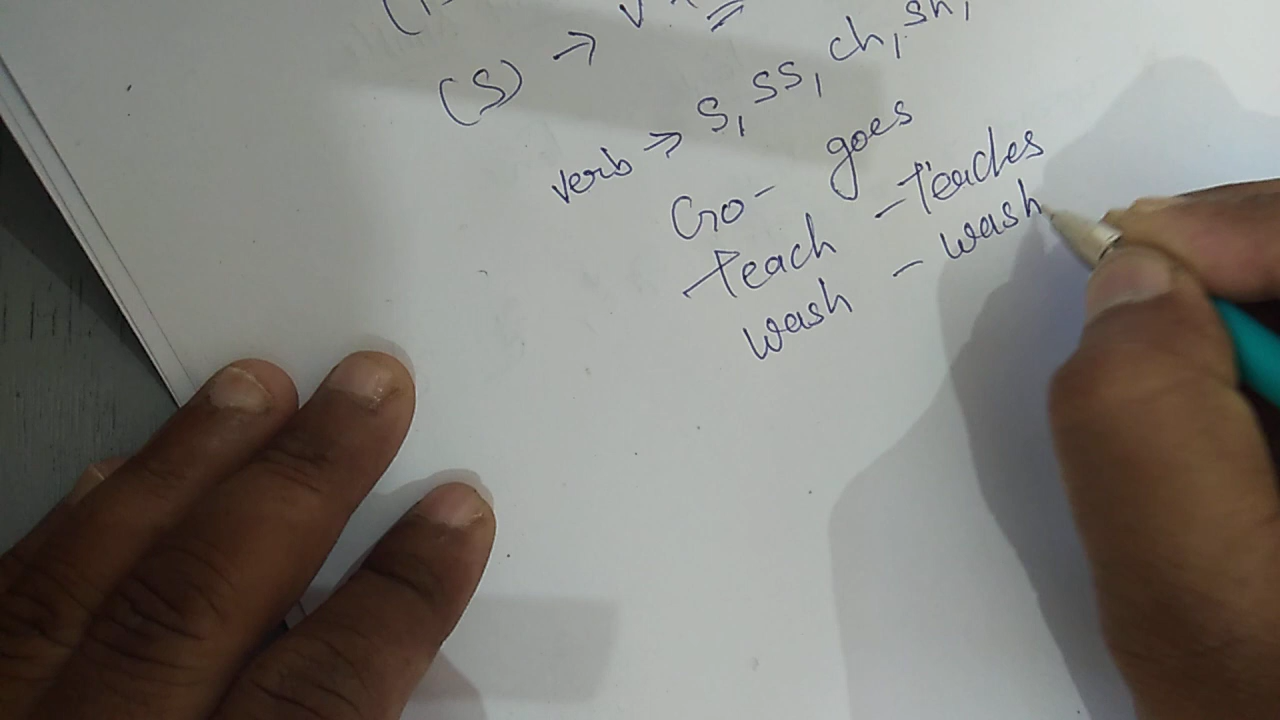 (S) →
verb → s, ss, ch, sh,
Go - goes
teach - teaches
wash - wash